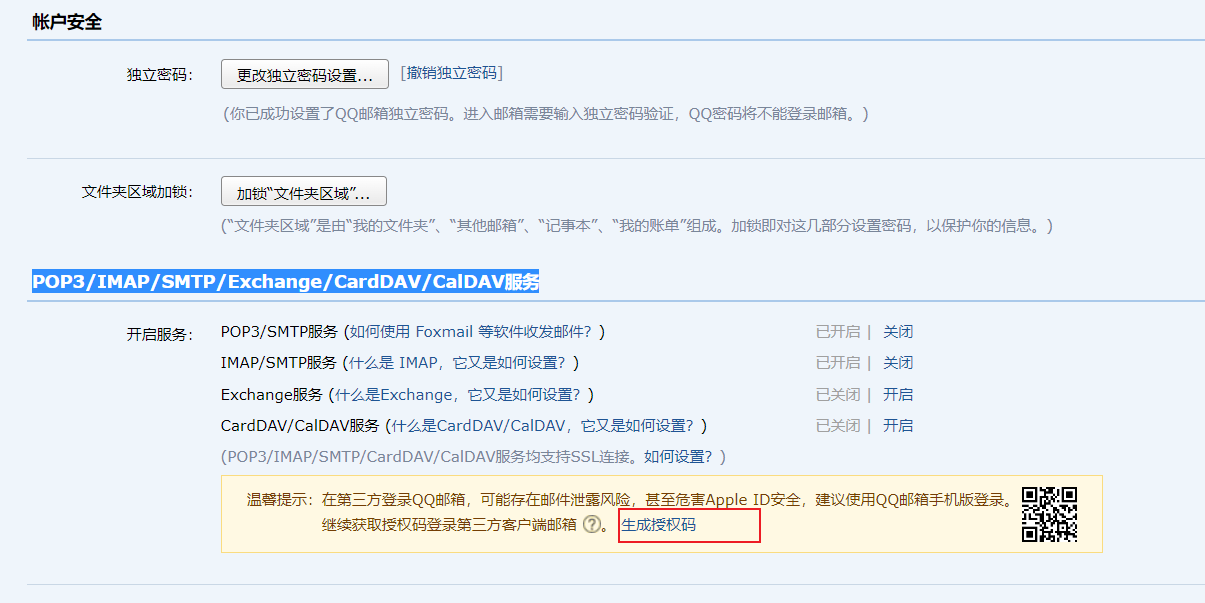 帐户安全
独立密码： 更改独立密码设置... [撤销独立密码]
(你已成功设置了QQ邮箱独立密码。进入邮箱需要输入独立密码验证，QQ密码将不能登录邮箱。)
文件夹区域加锁： 加锁“文件夹区域”...
(“文件夹区域”是由“我的文件夹”、“其他邮箱”、“记事本”、“我的账单”组成。加锁即对这几部分设置密码，以保护你的信息。)
POP3/IMAP/SMTP/Exchange/CardDAV/CalDAV服务
开启服务： POP3/SMTP服务 (如何使用 Foxmail 等软件收发邮件？) 已开启 | 关闭
IMAP/SMTP服务 (什么是 IMAP，它又是如何设置？) 已开启 | 关闭
Exchange服务 (什么是Exchange，它又是如何设置？) 已关闭 | 开启
CardDAV/CalDAV服务 (什么是CardDAV/CalDAV，它又是如何设置？) 已关闭 | 开启
(POP3/IMAP/SMTP/CardDAV/CalDAV服务均支持SSL连接。如何设置？)
温馨提示：在第三方登录QQ邮箱，可能存在邮件泄露风险，甚至危害Apple ID安全，建议使用QQ邮箱手机版登录。
继续获取授权码登录第三方客户端邮箱 ?。 生成授权码